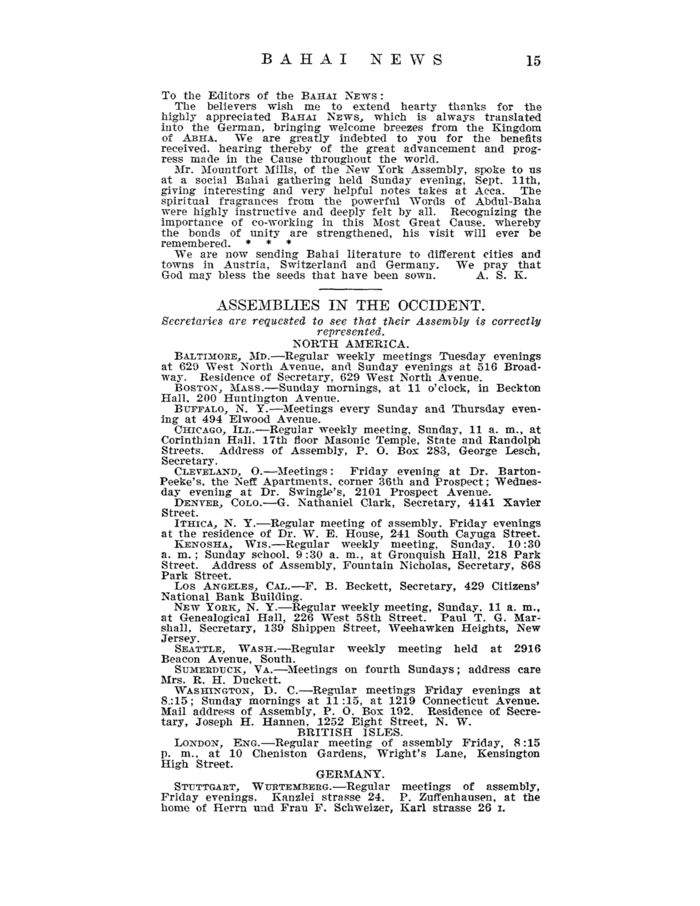 BAHAI NEWS 15
To the Editors of the BAHAI NEWS:
The believers wish me to extend hearty thanks for the
highly appreciated BAHAI NEWS, which is always translated
into the German, bringing welcome breezes from the Kingdom
of ABHA. We are greatly indebted to you for the benefits
received, hearing thereby of the great advancement and prog-
ress made in the Cause throughout the world.
Mr. Mountfort Mills, of the New York Assembly, spoke to us
at a social Bahai gathering held Sunday evening, Sept. 11th,
giving interesting and very helpful notes takes at Acca. The
spiritual fragrances from the powerful Words of Abdul-Baha
were highly instructive and deeply felt by all. Recognizing the
importance of co-working in this Most Great Cause, whereby
the bonds of unity are strengthened, his visit will ever be
remembered. * * *
We are now sending Bahai literature to different cities and
towns in Austria, Switzerland and Germany. We pray that
God may bless the seeds that have been sown. A. S. K.
ASSEMBLIES IN THE OCCIDENT.
Secretaries are requested to see that their Assembly is correctly
represented.
NORTH AMERICA.
BALTIMORE, MD.—Regular weekly meetings Tuesday evenings
at 629 West North Avenue, and Sunday evenings at 516 Broad-
way. Residence of Secretary, 629 West North Avenue.
BOSTON, MASS.—Sunday mornings, at 11 o'clock, in Beckton
Hall, 200 Huntington Avenue.
BUFFALO, N. Y.—Meetings every Sunday and Thursday even-
ing at 494 Elwood Avenue.
CHICAGO, ILL.—Regular weekly meeting, Sunday, 11 a. m., at
Corinthian Hall, 17th floor Masonic Temple, State and Randolph
Streets. Address of Assembly, P. O. Box 283, George Lesch,
Secretary.
CLEVELAND, O.—Meetings: Friday evening at Dr. Barton-
Peeke's, the Neff Apartments, corner 36th and Prospect; Wednes-
day evening at Dr. Swingle's, 2101 Prospect Avenue.
DENVER, COLO.—G. Nathaniel Clark, Secretary, 4141 Xavier
Street.
ITHICA, N. Y.—Regular meeting of assembly, Friday evenings
at the residence of Dr. W. E. House, 241 South Cayuga Street.
KENOSHA, WIS.—Regular weekly meeting, Sunday, 10:30
a. m.; Sunday school, 9:30 a. m., at Gronquish Hall, 218 Park
Street. Address of Assembly, Fountain Nicholas, Secretary, 868
Park Street.
LOS ANGELES, CAL.—F. B. Beckett, Secretary, 429 Citizens'
National Bank Building.
NEW YORK, N. Y.—Regular weekly meeting, Sunday, 11 a. m.,
at Genealogical Hall, 226 West 58th Street. Paul T. G. Mar-
shall, Secretary, 139 Shippen Street, Weehawken Heights, New
Jersey.
SEATTLE, WASH.—Regular weekly meeting held at 2916
Beacon Avenue, South.
SUMERDUCK, VA.—Meetings on fourth Sundays; address care
Mrs. R. H. Duckett.
WASHINGTON, D. C.—Regular meetings Friday evenings at
8.:15; Sunday mornings at 11:15, at 1219 Connecticut Avenue.
Mail address of Assembly, P. O. Box 192. Residence of Secre-
tary, Joseph H. Hannen, 1252 Eight Street, N. W.
BRITISH ISLES.
LONDON, ENG.—Regular meeting of assembly Friday, 8:15
p. m., at 10 Cheniston Gardens, Wright's Lane, Kensington
High Street.
GERMANY.
STUTTGART, WURTEMBERG.—Regular meetings of assembly,
Friday evenings. Kanzlei strasse 24. P. Zuffenhausen, at the
home of Herrn und Frau F. Schweizer, Karl strasse 26 I.